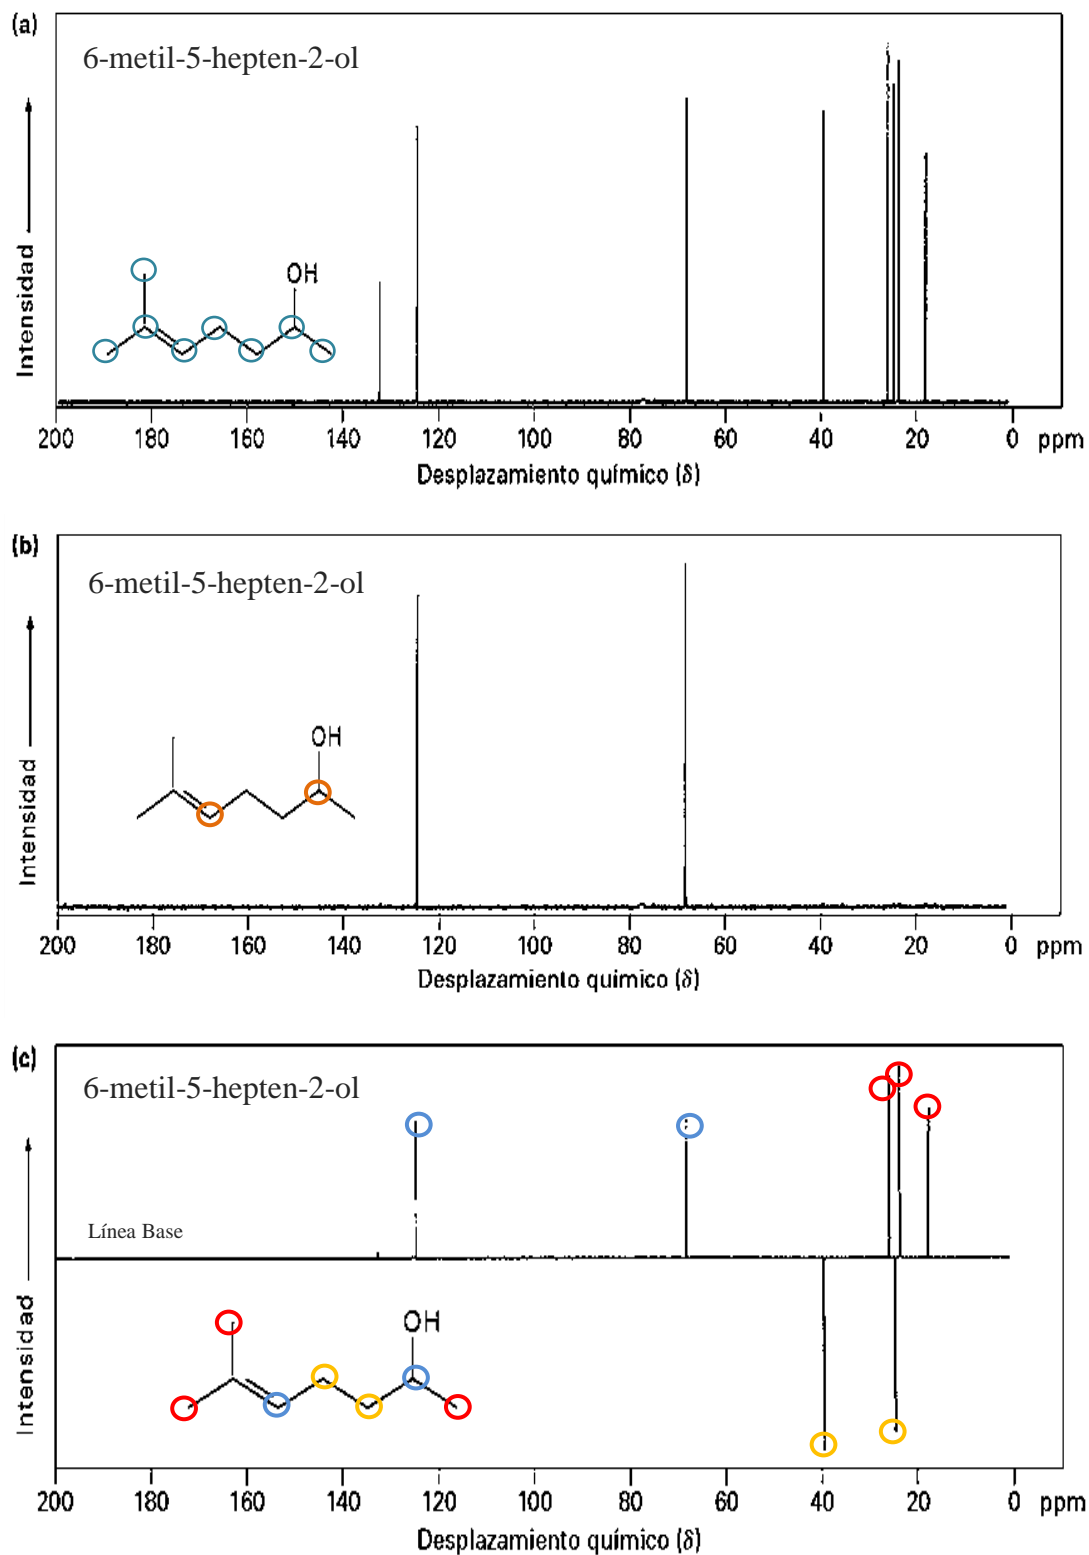 (a)
6-metil-5-hepten-2-ol
OH
Intensidad
200 180 160 140 120 100 80 60 40 20 0 ppm
Desplazamiento químico (δ)
(b)
6-metil-5-hepten-2-ol
OH
Intensidad
200 180 160 140 120 100 80 60 40 20 0 ppm
Desplazamiento químico (δ)
(c)
6-metil-5-hepten-2-ol
Línea Base
OH
Intensidad
200 180 160 140 120 100 80 60 40 20 0 ppm
Desplazamiento químico (δ)